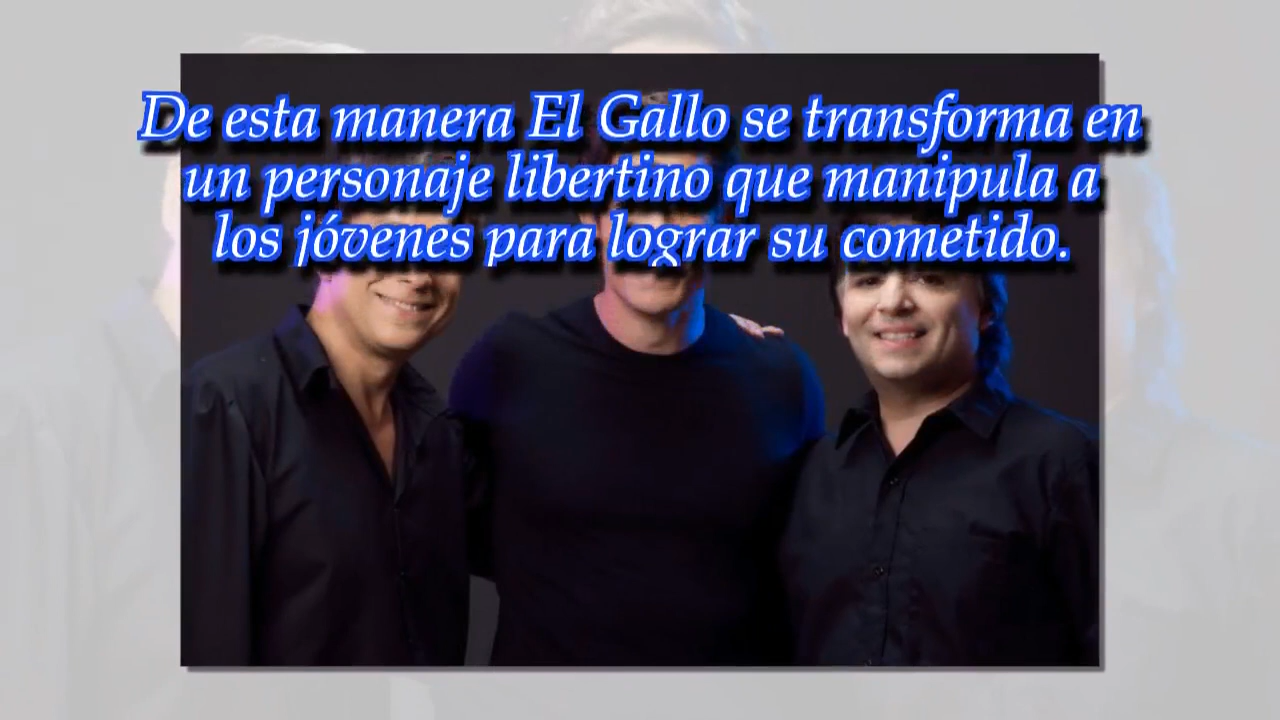 De esta manera El Gallo se transforma en
un personaje libertino que manipula a
los jóvenes para lograr su cometido.